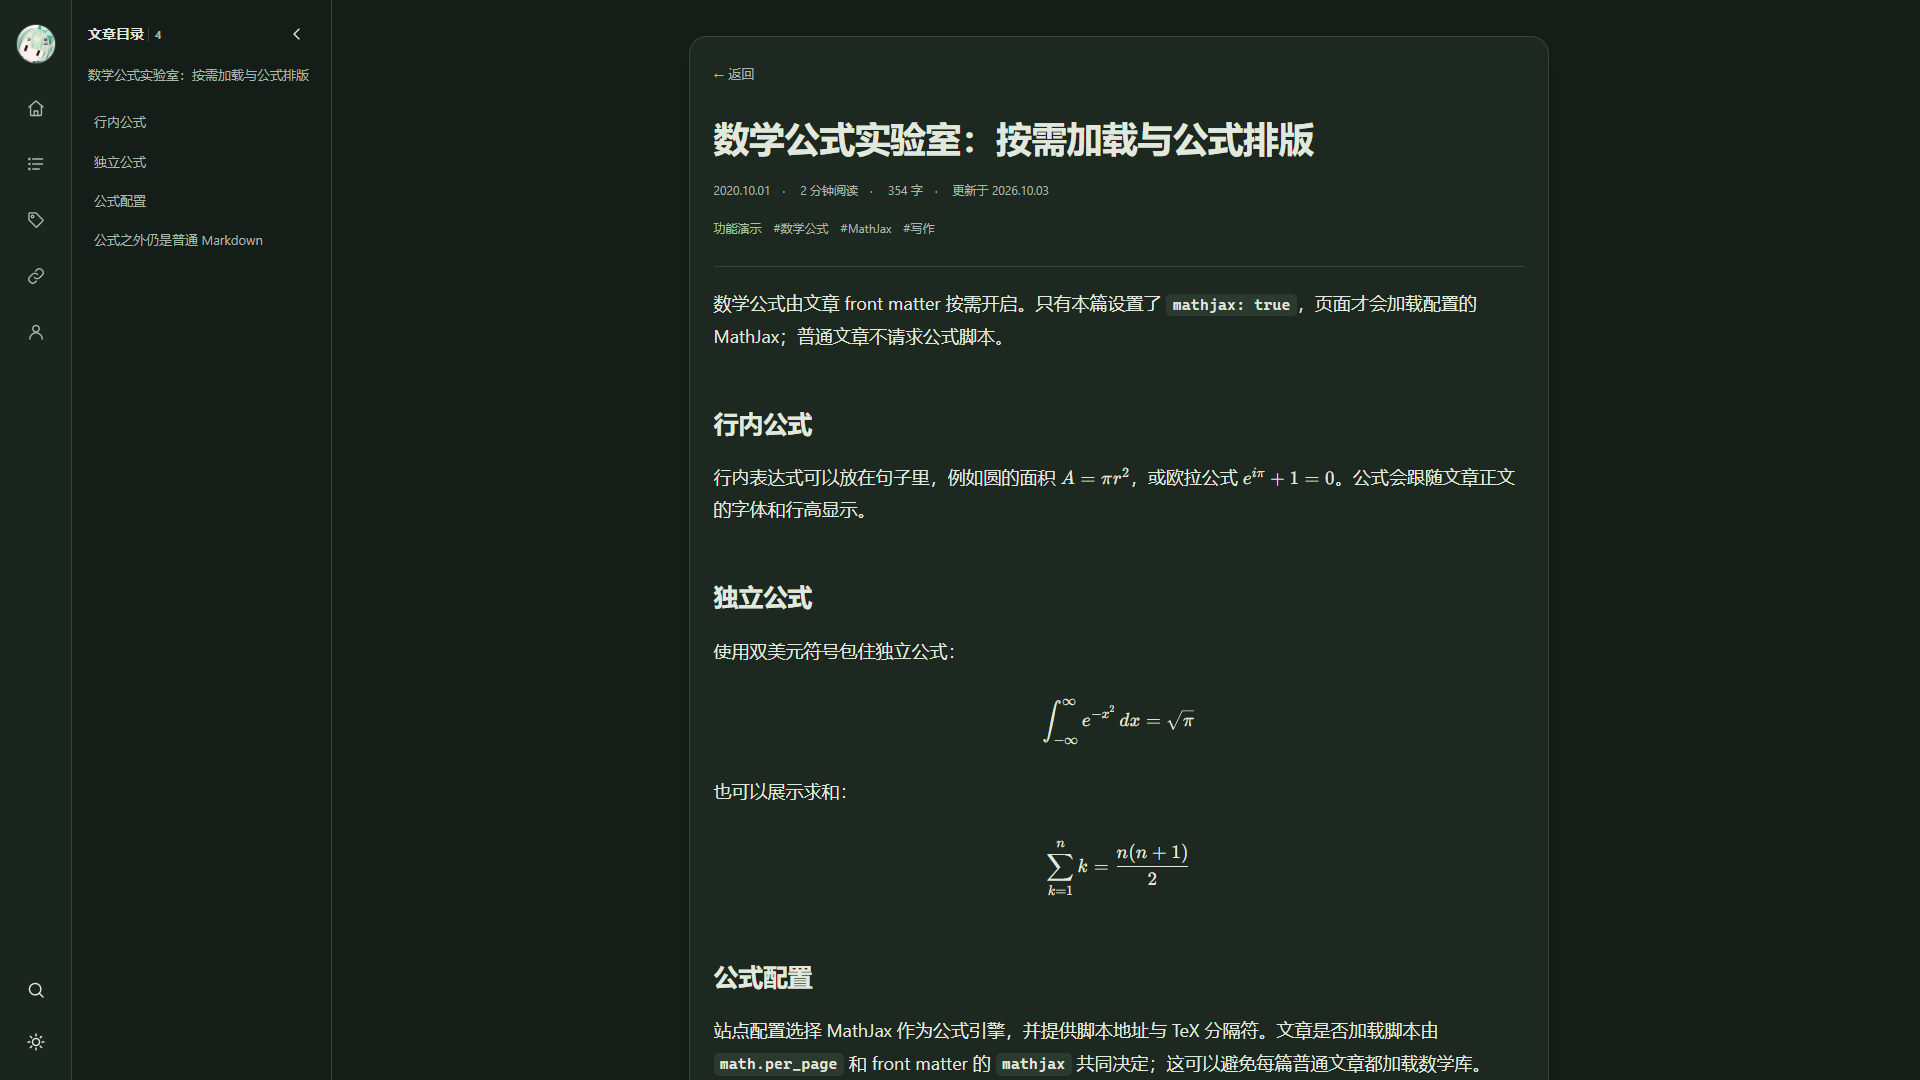 文章目录 4
数学公式实验室：按需加载与公式排版
行内公式
独立公式
公式配置
公式之外仍是普通 Markdown
← 返回
数学公式实验室：按需加载与公式排版
2020.10.01 · 2 分钟阅读 · 354 字 · 更新于 2026.10.03
功能演示 #数学公式 #MathJax #写作
数学公式由文章 front matter 按需开启。只有本篇设置了 mathjax: true，页面才会加载配置的
MathJax；普通文章不请求公式脚本。
行内公式
行内表达式可以放在句子里，例如圆的面积 A = πr²，或欧拉公式 e^{iπ} + 1 = 0。公式会跟随文章正文
的字体和行高显示。
独立公式
使用双美元符号包住独立公式：
∫_{-∞}^{∞} e^{-x²} dx = √π
也可以展示求和：
∑_{k=1}^{n} k = n(n + 1)/2
公式配置
站点配置选择 MathJax 作为公式引擎，并提供脚本地址与 TeX 分隔符。文章是否加载脚本由
math.per_page 和 front matter 的 mathjax 共同决定；这可以避免每篇普通文章都加载数学库。